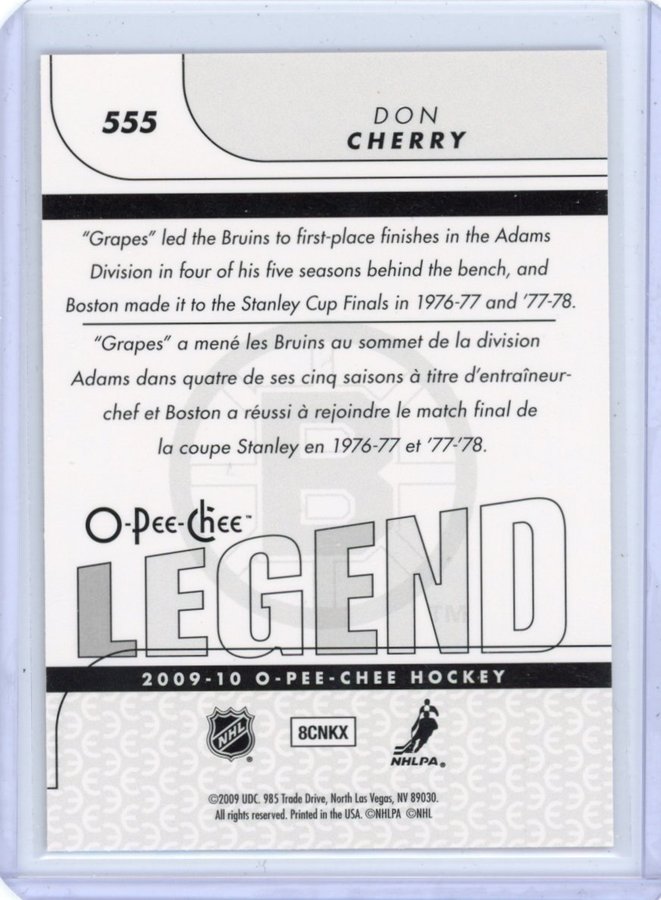 555
DON
CHERRY
"Grapes" led the Bruins to first-place finishes in the Adams
Division in four of his five seasons behind the bench, and
Boston made it to the Stanley Cup Finals in 1976-77 and '77-78.
"Grapes" a mené les Bruins au sommet de la division
Adams dans quatre de ses cinq saisons à titre d'entraîneur-
chef et Boston a réussi à rejoindre le match final de
la coupe Stanley en 1976-77 et '77-'78.
B
O-Pee-Chee™
LEGEND
TM
2009-10 O-PEE-CHEE HOCKEY
NHL ®
8CNKX
NHLPA®
©2009 UDC. 985 Trade Drive, North Las Vegas, NV 89030.
All rights reserved. Printed in the USA. ©NHLPA ©NHL